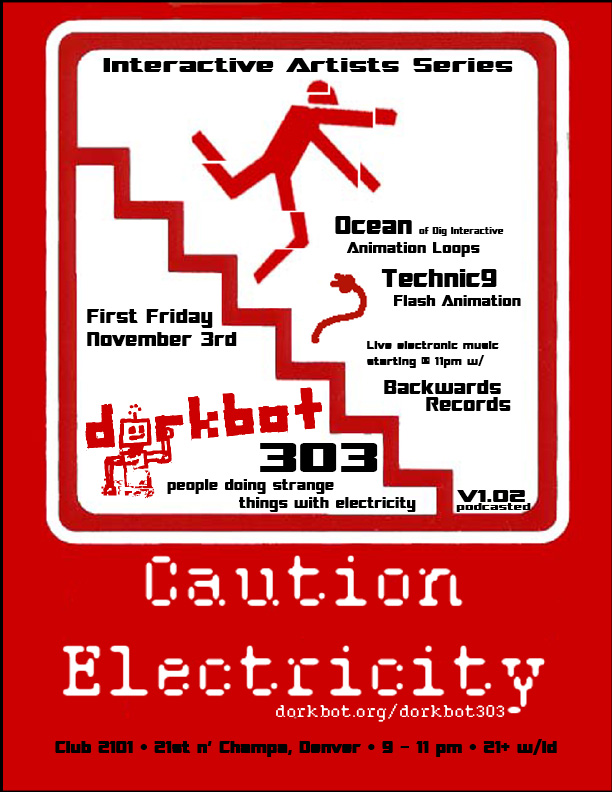 Interactive Artists Series
Ocean of Dig Interactive
Animation Loops
Technic9
Flash Animation
First Friday
November 3rd
Live electronic music
starting @ 11pm w/
Backwards
Records
dorkbot
303
people doing strange
things with electricity
V1.02
podcasted
Caution
Electricity
dorkbot.org/dorkbot303
Club 2101 • 21st n' Champa, Denver • 9 - 11 pm • 21+ w/Id